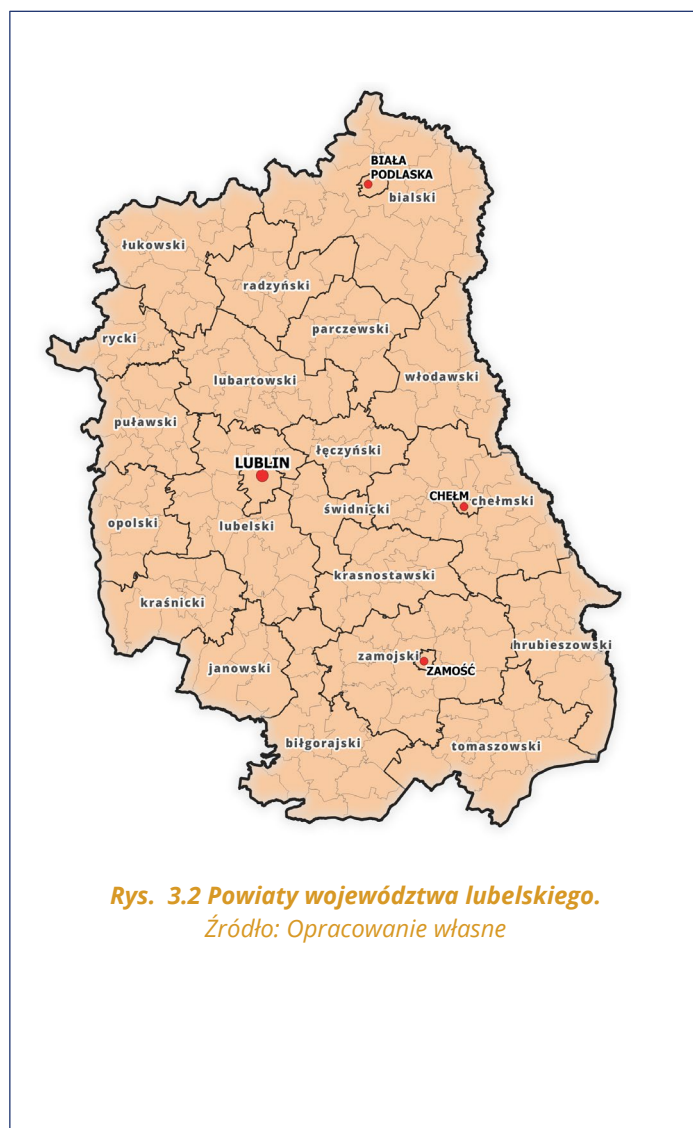 BIAŁA
PODLASKA
bialski
łukowski
radzyński
parczewski
rycki
włodawski
lubartowski
puławski
łęczyński
LUBLIN
CHEŁM
chełmski
świdnicki
opolski
lubelski
krasnostawski
kraśnicki
hrubieszowski
zamojski
janowski
ZAMOŚĆ
biłgorajski
tomaszowski
Rys. 3.2 Powiaty województwa lubelskiego.
Źródło: Opracowanie własne